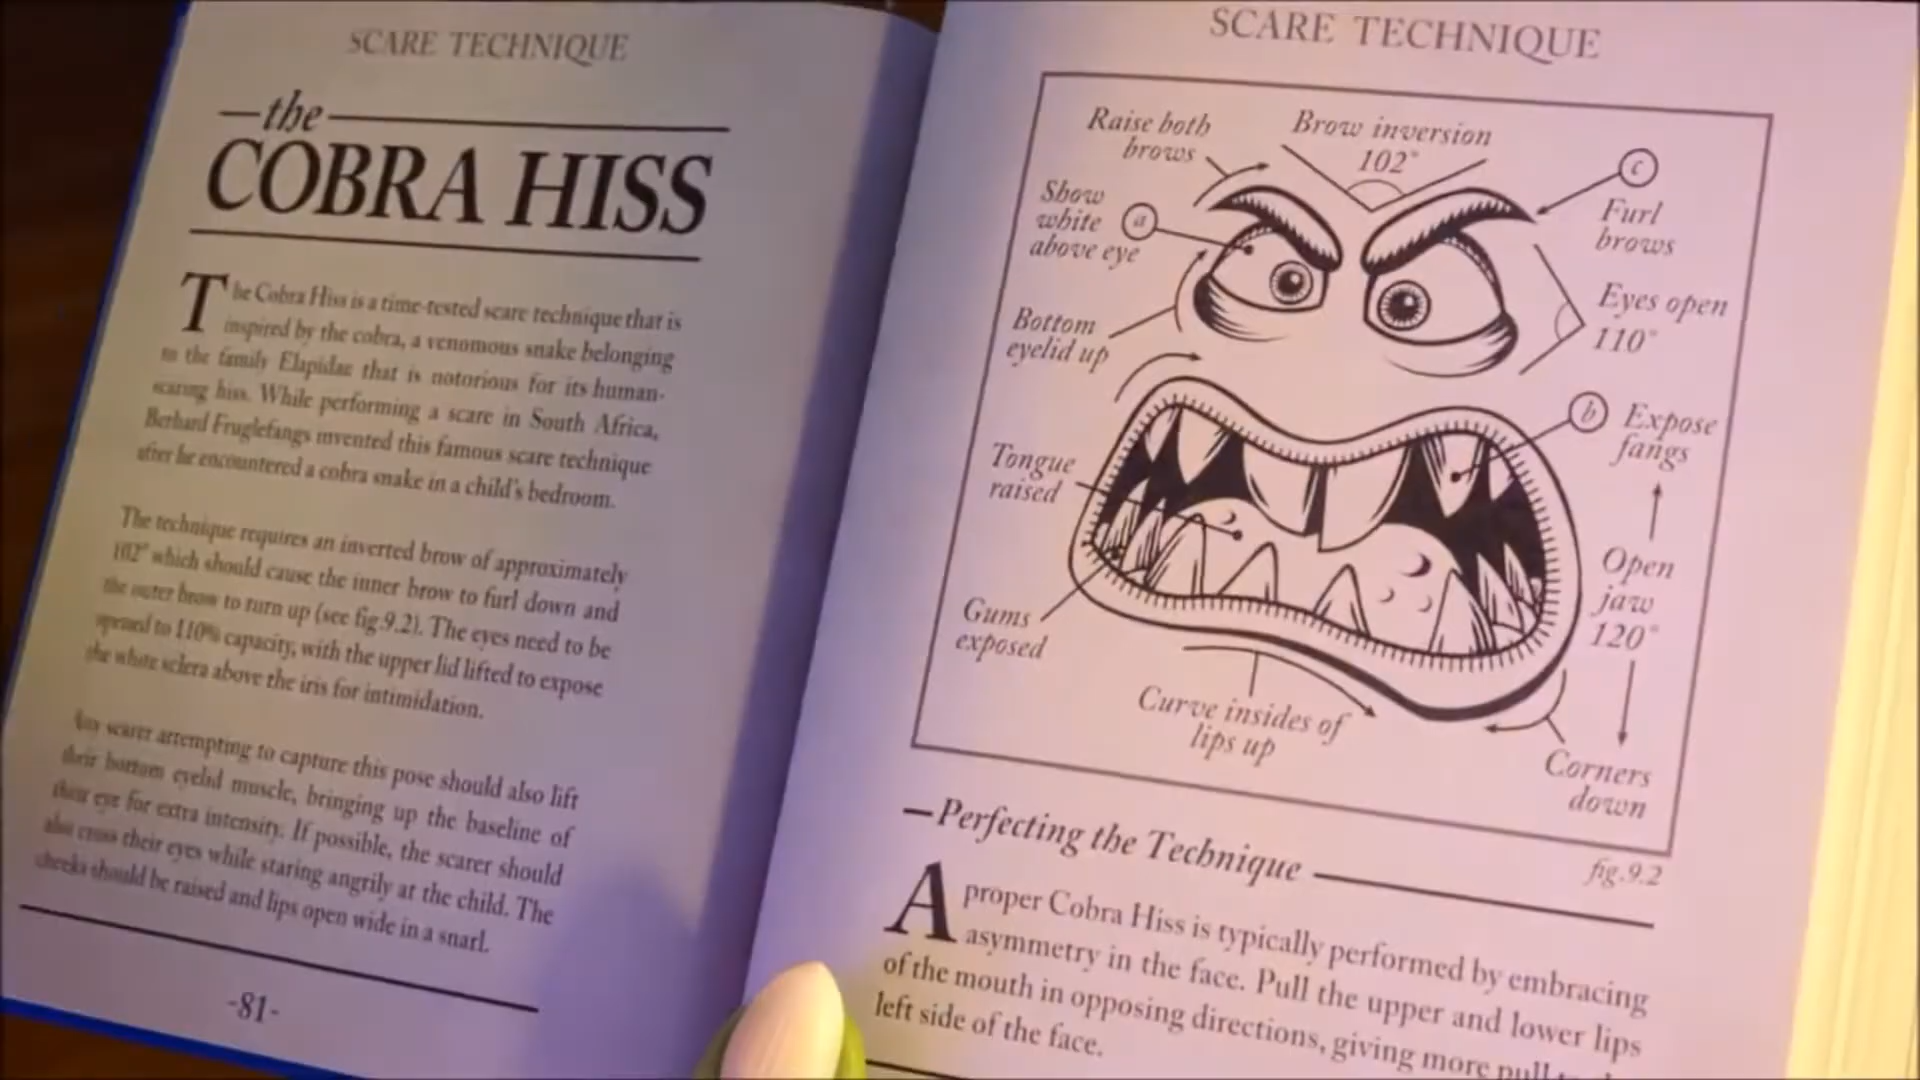 SCARE TECHNIQUE
the
COBRA HISS
The Cobra Hiss is a time-tested scare technique that is
inspired by the cobra, a venomous snake belonging
to the family Elapidae that is notorious for its human-
scaring hiss. While performing a scare in South Africa,
Berhard Fruglefangs invented this famous scare technique
after he encountered a cobra snake in a child's bedroom.
The technique requires an inverted brow of approximately
102° which should cause the inner brow to furl down and
the outer brow to turn up (see fig.9.2). The eyes need to be
opened to 110% capacity, with the upper lid lifted to expose
the white sclera above the iris for intimidation.
Any scarer attempting to capture this pose should also lift
their bottom eyelid muscle, bringing up the baseline of
their eye for extra intensity. If possible, the scarer should
also cross their eyes while staring angrily at the child. The
cheeks should be raised and lips open wide in a snarl.
-81-
SCARE TECHNIQUE
Raise both
brows
Brow inversion
102°
c
Furl
brows
Show
white
above eye
a
Eyes open
110°
Bottom
eyelid up
b
Expose
fangs
Tongue
raised
Open
jaw
120°
Gums
exposed
Curve insides of
lips up
Corners
down
fig.9.2
Perfecting the Technique
A proper Cobra Hiss is typically performed by embracing
asymmetry in the face. Pull the upper and lower lips
of the mouth in opposing directions, giving more pull to
left side of the face.